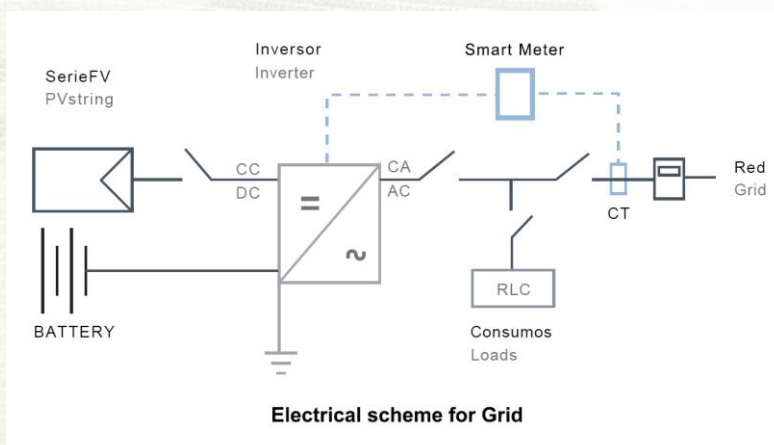 SerieFV
PVstring
Inversor
Inverter
Smart Meter
CC
DC
CA
AC
Red
Grid
CT
RLC
BATTERY
Consumos
Loads
Electrical scheme for Grid